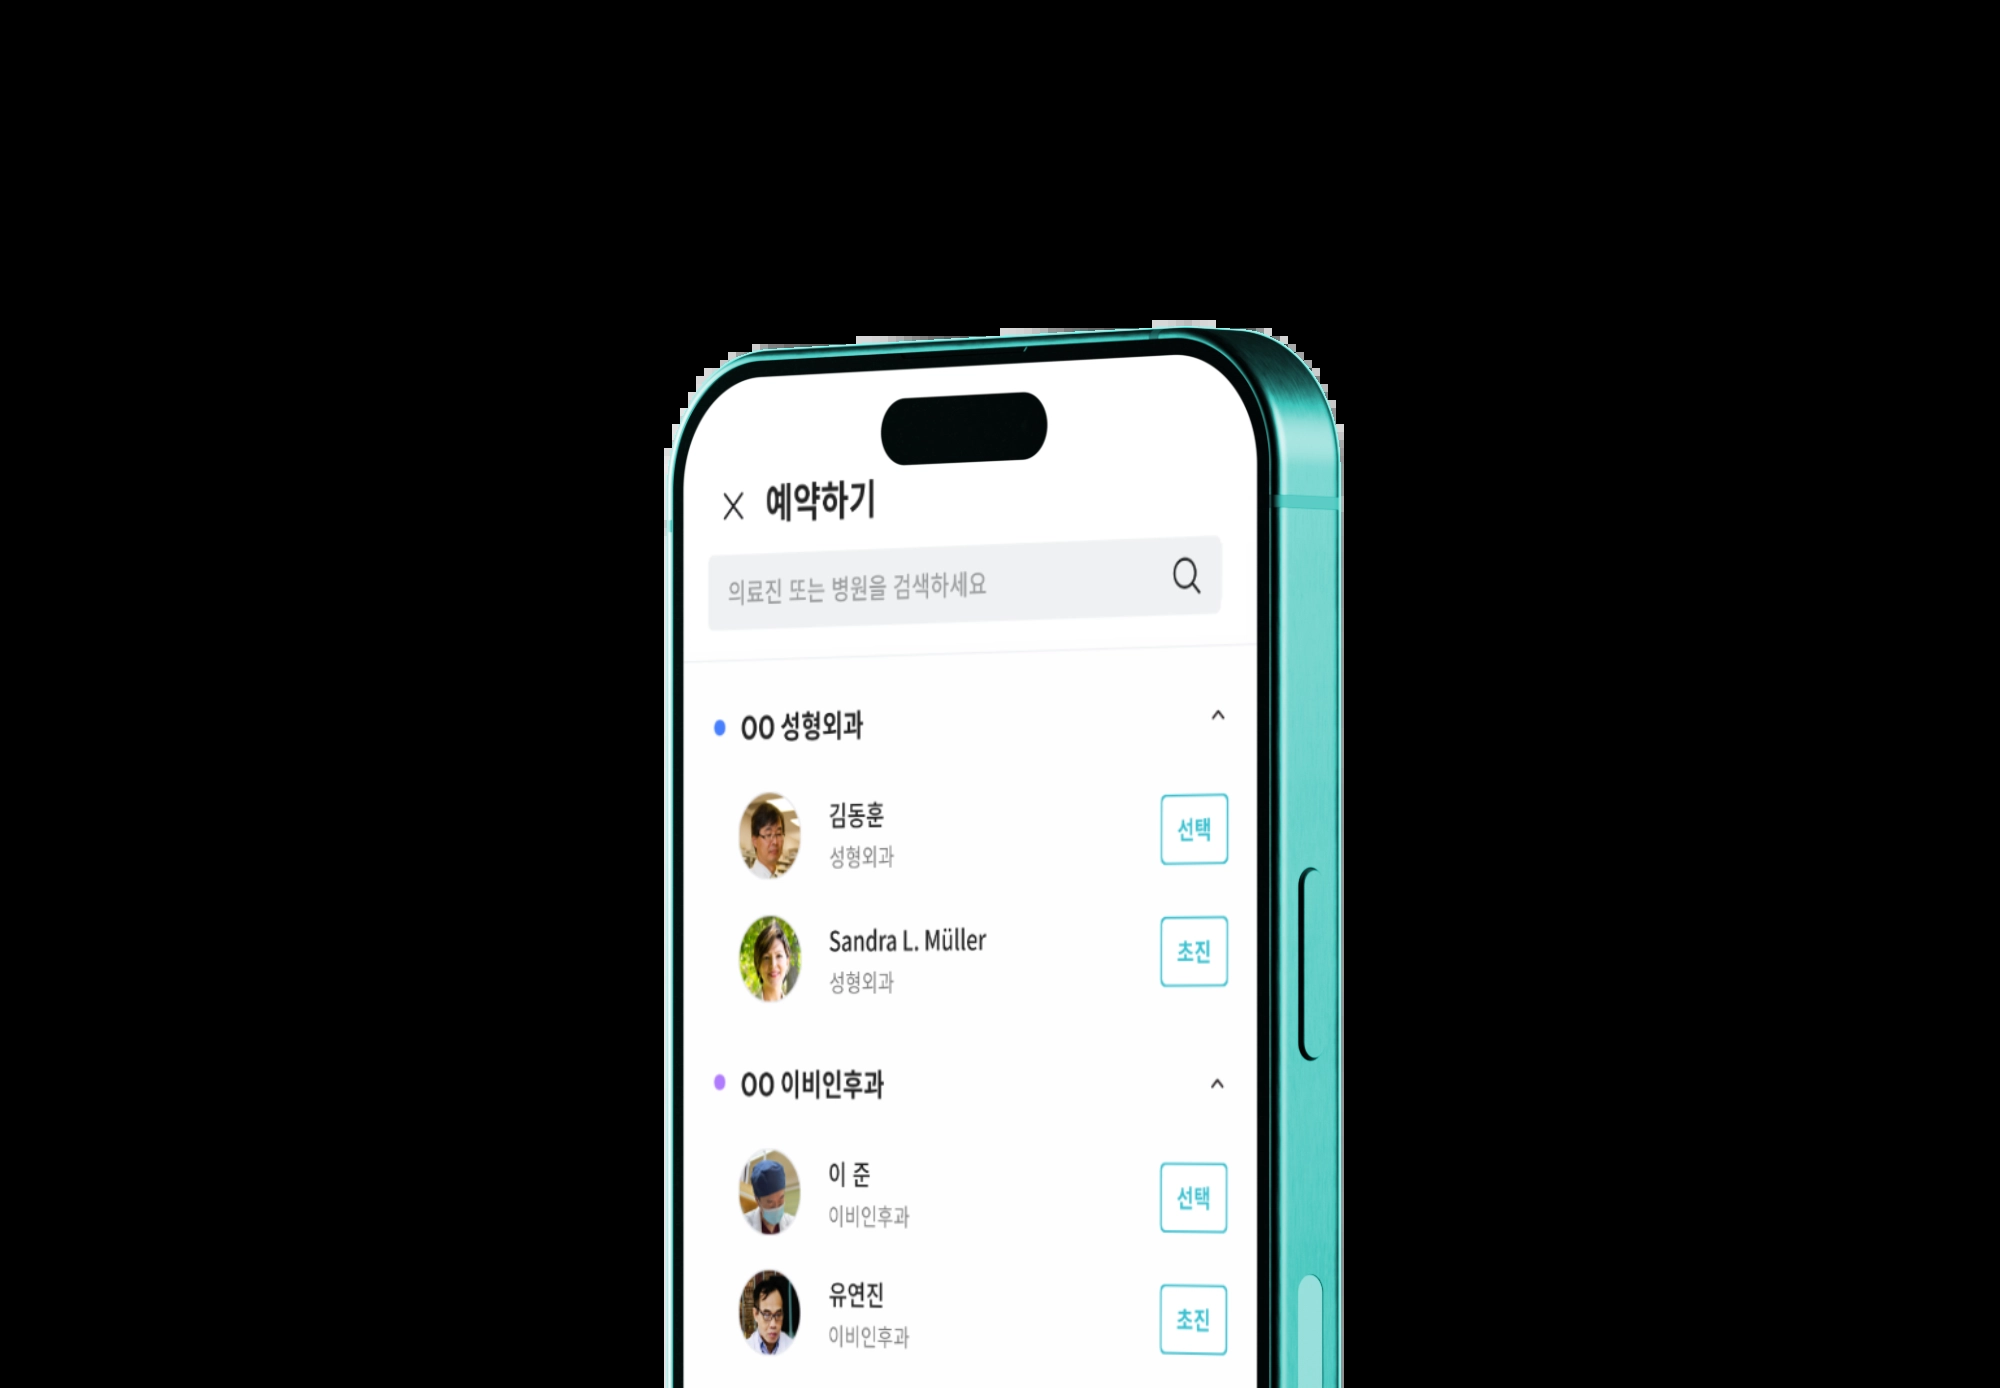 예약하기
의료진 또는 병원을 검색하세요
OO 성형외과
김동훈
성형외과
선택
Sandra L. Müller
성형외과
초진
OO 이비인후과
이 준
이비인후과
선택
유연진
이비인후과
초진